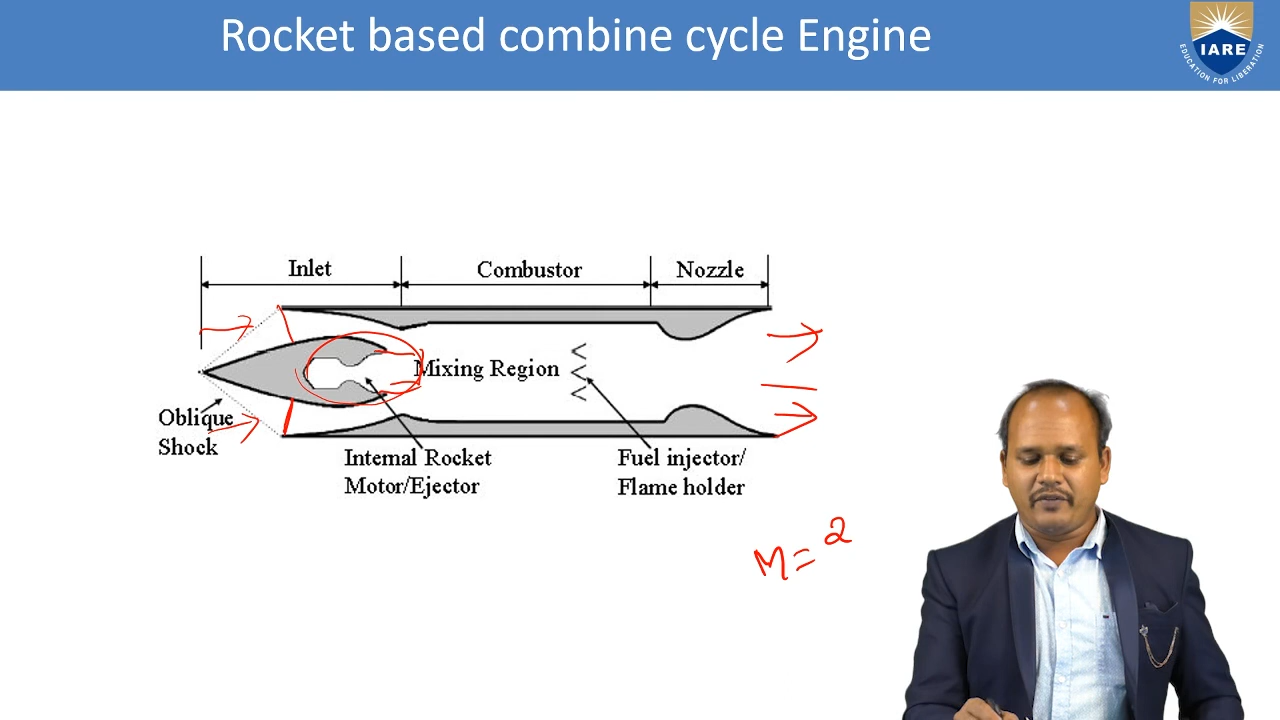 Rocket based combine cycle Engine
IARE
EDUCATION FOR LIBERATION
Inlet
Combustor
Nozzle
Mixing Region
Oblique
Shock
Internal Rocket
Motor/Ejector
Fuel injector/
Flame holder
M = 2